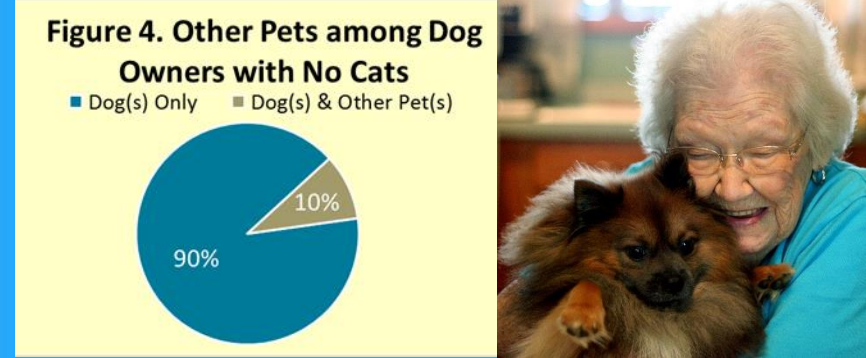 Figure 4. Other Pets among Dog
Owners with No Cats
Dog(s) Only Dog(s) & Other Pet(s)
10%
90%